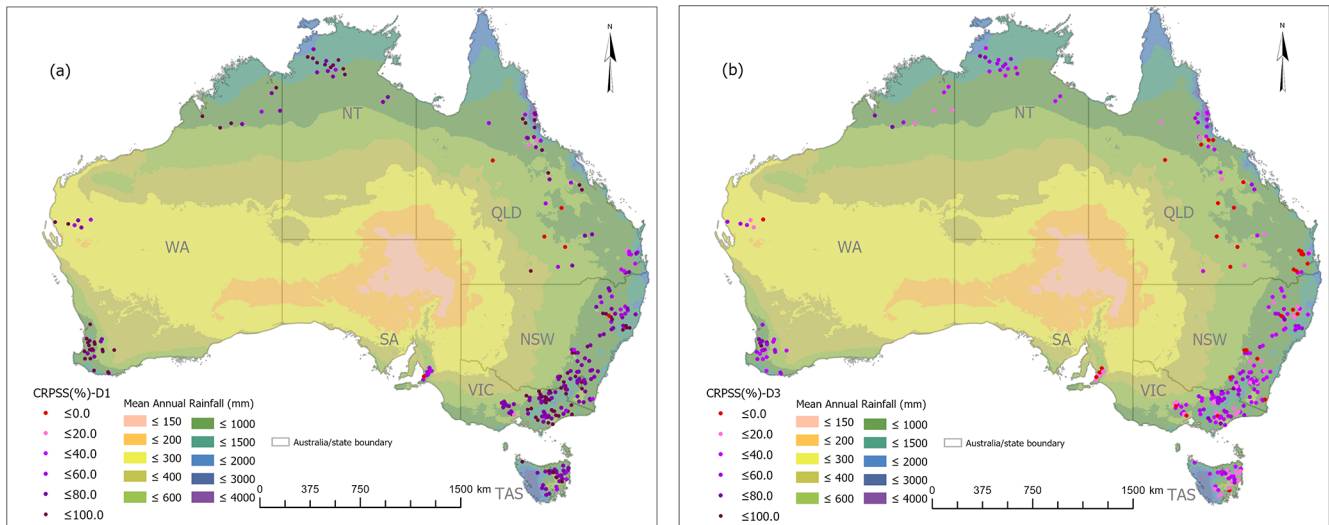 (a)
N
NT
QLD
WA
SA
NSW
VIC
TAS
CRPSS(%)-D1
≤0.0
≤20.0
≤40.0
≤60.0
≤80.0
≤100.0
Mean Annual Rainfall (mm)
≤ 150
≤ 200
≤ 300
≤ 400
≤ 600
≤ 1000
≤ 1500
≤ 2000
≤ 3000
≤ 4000
Australia/state boundary
0 375 750 1500 km
(b)
N
NT
QLD
WA
SA
NSW
VIC
TAS
CRPSS(%)-D3
≤0.0
≤20.0
≤40.0
≤60.0
≤80.0
≤100.0
Mean Annual Rainfall (mm)
≤ 150
≤ 200
≤ 300
≤ 400
≤ 600
≤ 1000
≤ 1500
≤ 2000
≤ 3000
≤ 4000
Australia/state boundary
0 375 750 1500 km